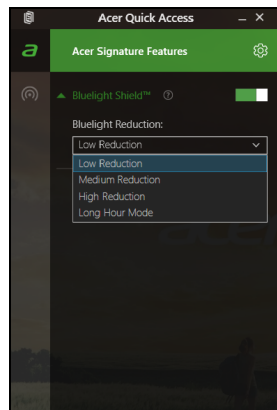 Acer Quick Access
a
Acer Signature Features
Bluelight Shield™ ?
Bluelight Reduction:
Low Reduction
Low Reduction
Medium Reduction
High Reduction
Long Hour Mode
acer